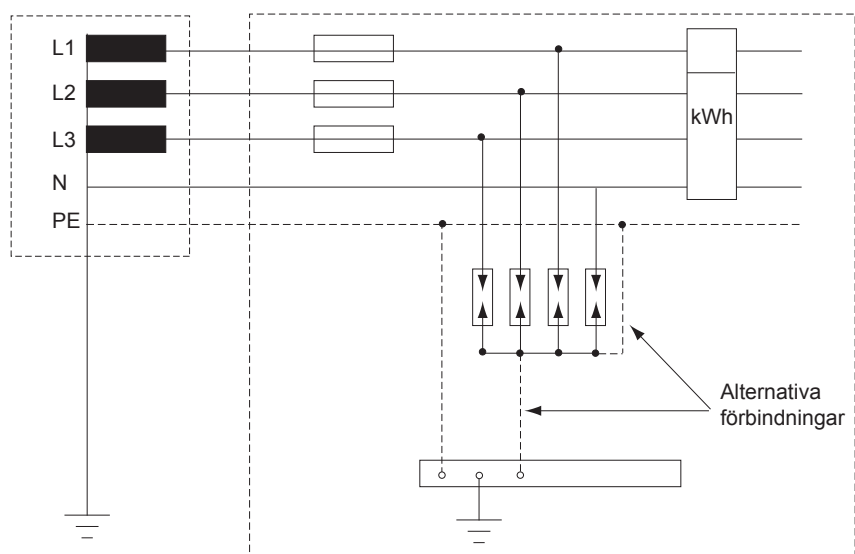 L1
L2
L3
N
PE
kWh
Alternativa
förbindningar